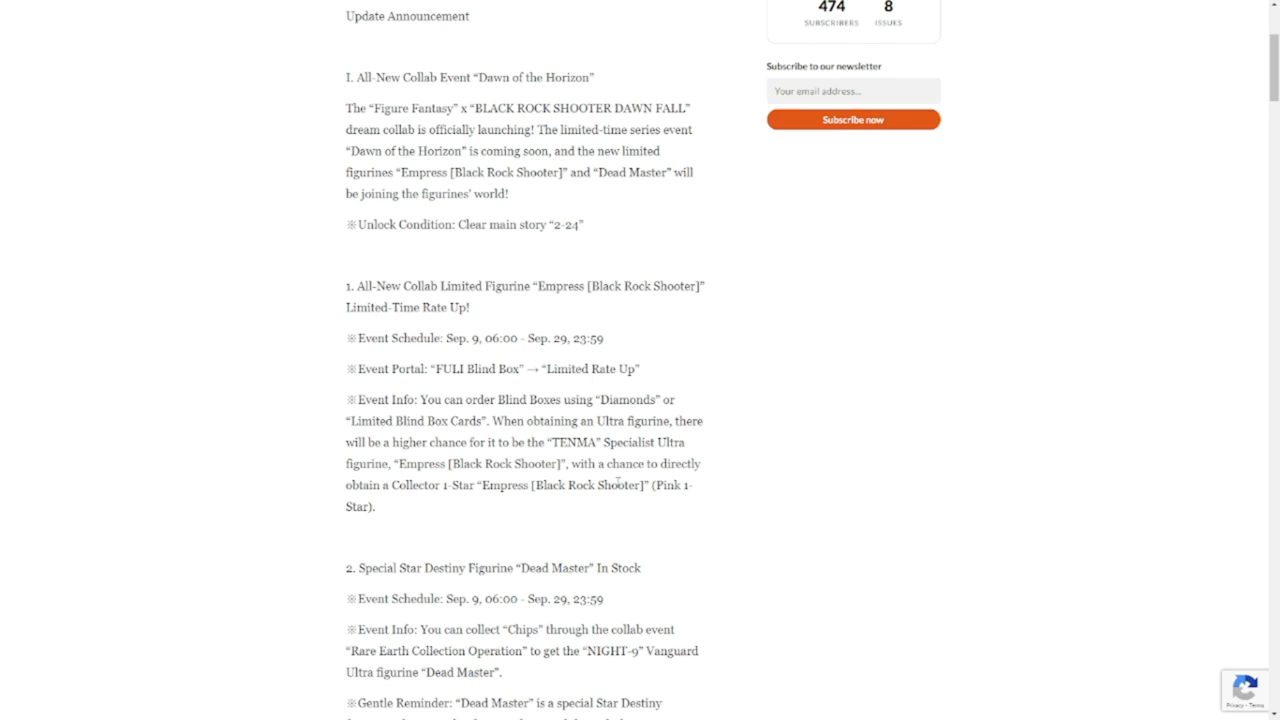 Update Announcement
474
8
SUBSCRIBERS
ISSUES
Subscribe to our newsletter
Your email address...
Subscribe now
I. All-New Collab Event “Dawn of the Horizon”
The “Figure Fantasy” x “BLACK ROCK SHOOTER DAWN FALL”
dream collab is officially launching! The limited-time series event
“Dawn of the Horizon” is coming soon, and the new limited
figurines “Empress [Black Rock Shooter]” and “Dead Master” will
be joining the figurines’ world!
※Unlock Condition: Clear main story “2-24”
1. All-New Collab Limited Figurine “Empress [Black Rock Shooter]”
Limited-Time Rate Up!
※Event Schedule: Sep. 9, 06:00 - Sep. 29, 23:59
※Event Portal: “FULI Blind Box” → “Limited Rate Up”
※Event Info: You can order Blind Boxes using “Diamonds” or
“Limited Blind Box Cards”. When obtaining an Ultra figurine, there
will be a higher chance for it to be the “TENMA” Specialist Ultra
figurine, “Empress [Black Rock Shooter]”, with a chance to directly
obtain a Collector 1-Star “Empress [Black Rock Shooter]” (Pink 1-
Star).
2. Special Star Destiny Figurine “Dead Master” In Stock
※Event Schedule: Sep. 9, 06:00 - Sep. 29, 23:59
※Event Info: You can collect “Chips” through the collab event
“Rare Earth Collection Operation” to get the “NIGHT-9” Vanguard
Ultra figurine “Dead Master”.
※Gentle Reminder: “Dead Master” is a special Star Destiny
Privacy - Terms